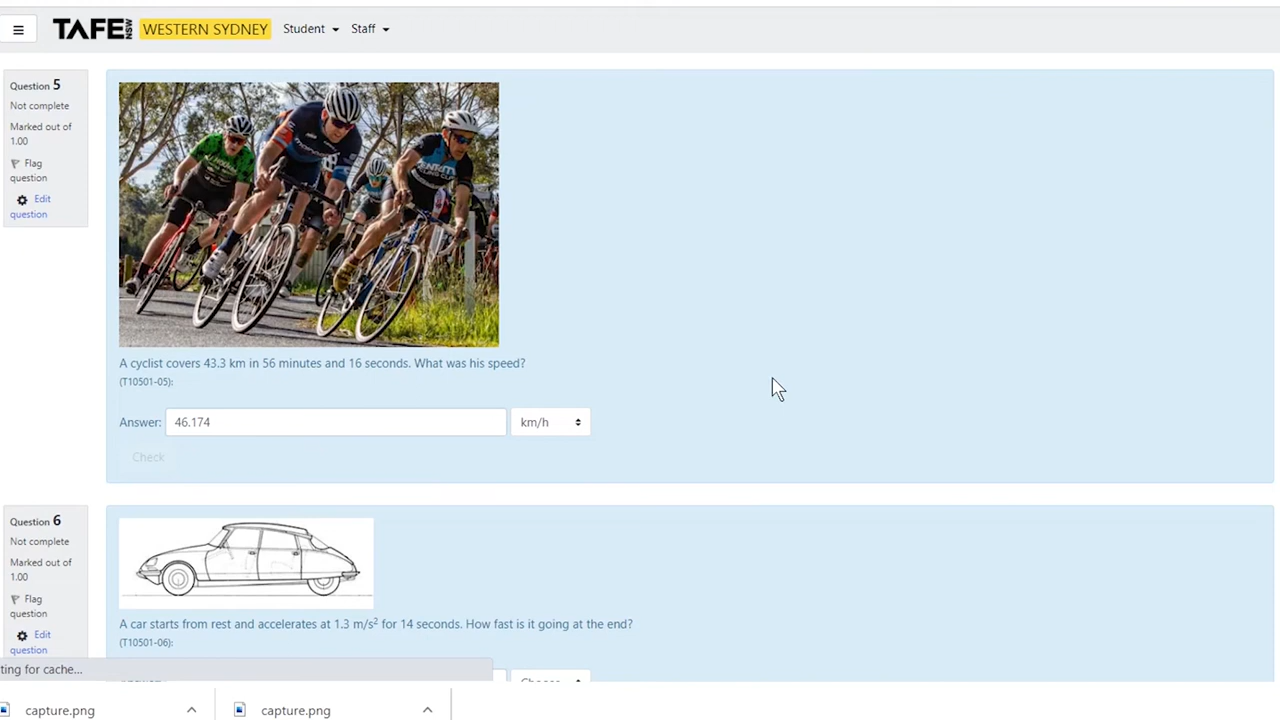 TAFE NSW WESTERN SYDNEY Student Staff
Question 5
Not complete
Marked out of
1.00
Flag
question
Edit
question
A cyclist covers 43.3 km in 56 minutes and 16 seconds. What was his speed?
(T10501-05):
Answer: 46.174 km/h
Check
Question 6
Not complete
Marked out of
1.00
Flag
question
Edit
question
A car starts from rest and accelerates at 1.3 m/s² for 14 seconds. How fast is it going at the end?
(T10501-06):
ting for cache...
capture.png capture.png